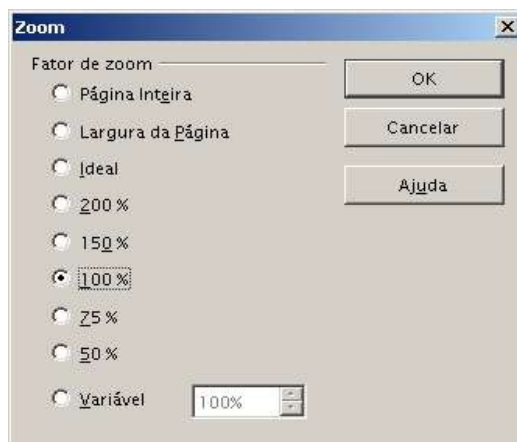 Zoom
Fator de zoom
Página Inteira
Largura da Página
Ideal
200 %
150 %
100 %
75 %
50 %
Variável 100%
OK
Cancelar
Ajuda